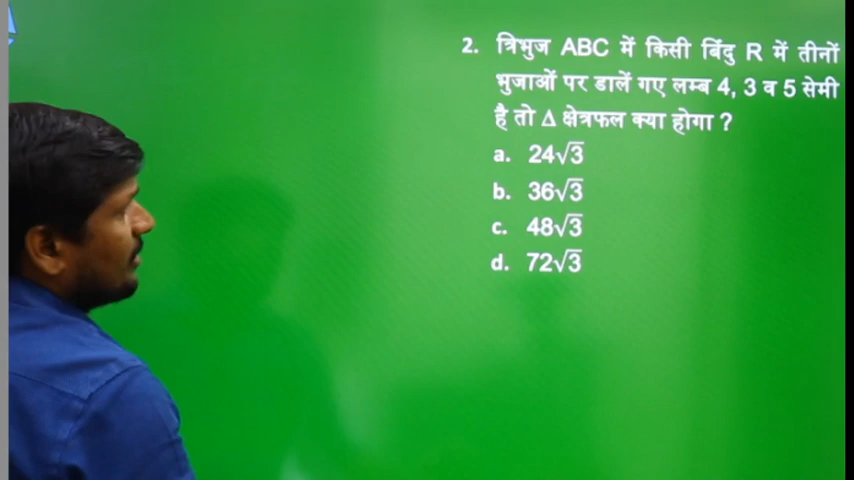 2. त्रिभुज ABC में किसी बिंदु R में तीनों
भुजाओं पर डालें गए लम्ब 4, 3 व 5 सेमी
है तो Δ क्षेत्रफल क्या होगा ?
a. 24√3
b. 36√3
c. 48√3
d. 72√3